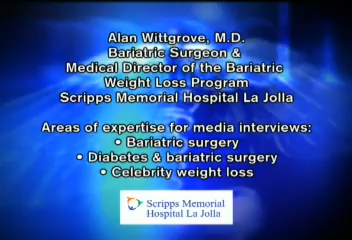 Alan Wittgrove, M.D.
Bariatric Surgeon &
Medical Director of the Bariatric
Weight Loss Program
Scripps Memorial Hospital La Jolla
Areas of expertise for media interviews:
• Bariatric surgery
• Diabetes & bariatric surgery
• Celebrity weight loss
Scripps Memorial
Hospital La Jolla